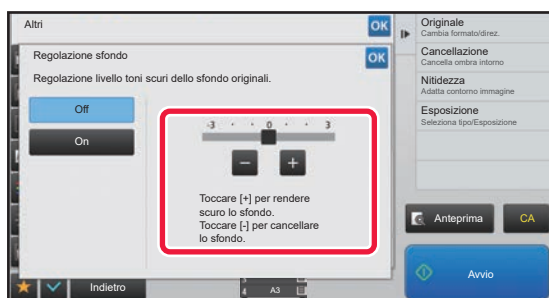 Altri
OK
Regolazione sfondo
OK
Regolazione livello toni scuri dello sfondo originali.
Off
On
-3 · · 0 · · 3
− +
Toccare [+] per rendere
scuro lo sfondo.
Toccare [-] per cancellare
lo sfondo.
Indietro
A3
Originale
Cambia formato/direz.
Cancellazione
Cancella ombra intorno
Nitidezza
Adatta contorno immagine
Esposizione
Seleziona tipo/Esposizione
Anteprima
CA
Avvio